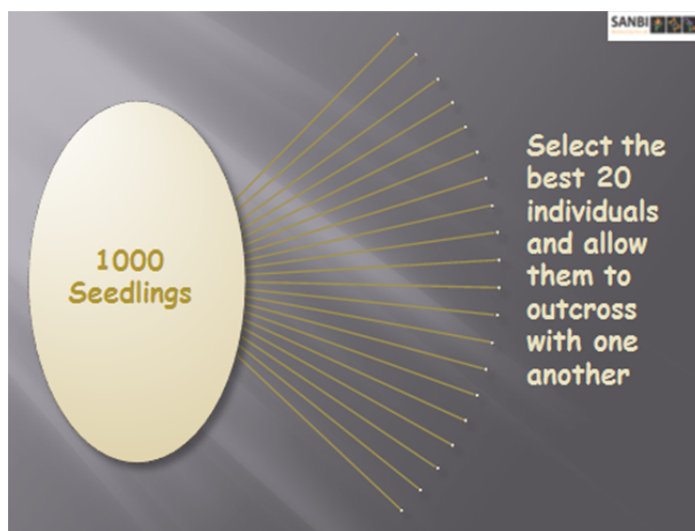 SANBI
1000
Seedlings
Select the
best 20
individuals
and allow
them to
outcross
with one
another